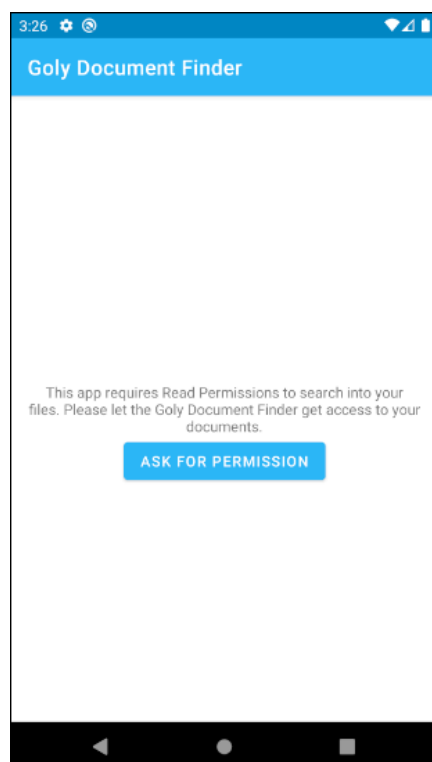 3:26
Goly Document Finder
This app requires Read Permissions to search into your
files. Please let the Goly Document Finder get access to your
documents.
ASK FOR PERMISSION